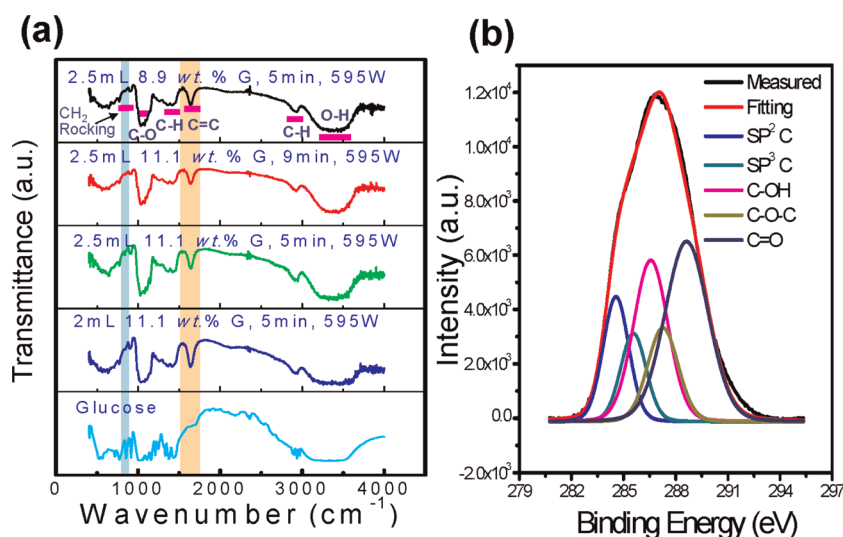 (a)
2.5mL 8.9 wt.% G, 5min, 595W
CH2 Rocking
C-O
C-H
C=C
C-H
O-H
2.5mL 11.1 wt.% G, 9min, 595W
2.5mL 11.1 wt.% G, 5min, 595W
2mL 11.1 wt.% G, 5min, 595W
Glucose
Transmittance (a.u.)
0 1000 2000 3000 4000
Wavenumber (cm-1)
(b)
Measured
Fitting
SP2 C
SP3 C
C-OH
C-O-C
C=O
Intensity (a.u.)
1.2x10^4
1.0x10^4
8.0x10^3
6.0x10^3
4.0x10^3
2.0x10^3
0.0
-2.0x10^3
279 282 285 288 291 294 297
Binding Energy (eV)